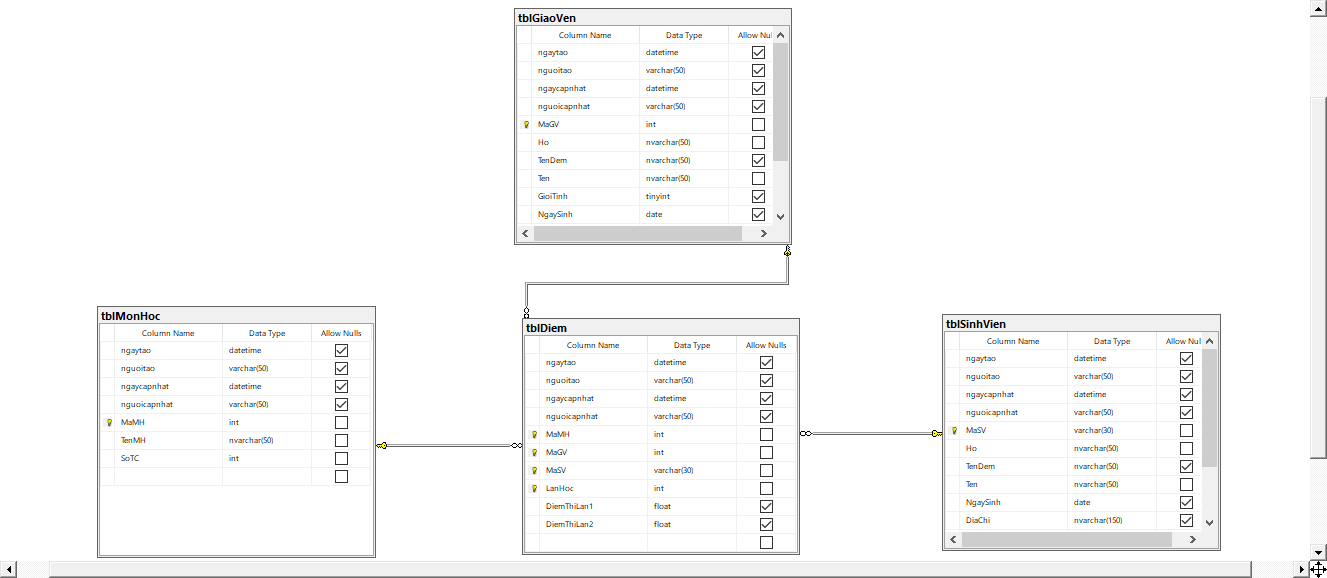 tblGiaoVen
Column Name Data Type Allow Nul
ngaytao datetime
nguoitao varchar(50)
ngaycapnhat datetime
nguoicapnhat varchar(50)
MaGV int
Ho nvarchar(50)
TenDem nvarchar(50)
Ten nvarchar(50)
GioiTinh tinyint
NgaySinh date
tblMonHoc
Column Name Data Type Allow Nulls
ngaytao datetime
nguoitao varchar(50)
ngaycapnhat datetime
nguoicapnhat varchar(50)
MaMH int
TenMH nvarchar(50)
SoTC int
tblDiem
Column Name Data Type Allow Nulls
ngaytao datetime
nguoitao varchar(50)
ngaycapnhat datetime
nguoicapnhat varchar(50)
MaMH int
MaGV int
MaSV varchar(30)
LanHoc int
DiemThiLan1 float
DiemThiLan2 float
tblSinhVien
Column Name Data Type Allow Nul
ngaytao datetime
nguoitao varchar(50)
ngaycapnhat datetime
nguoicapnhat varchar(50)
MaSV varchar(30)
Ho nvarchar(50)
TenDem nvarchar(50)
Ten nvarchar(50)
NgaySinh date
DiaChi nvarchar(150)